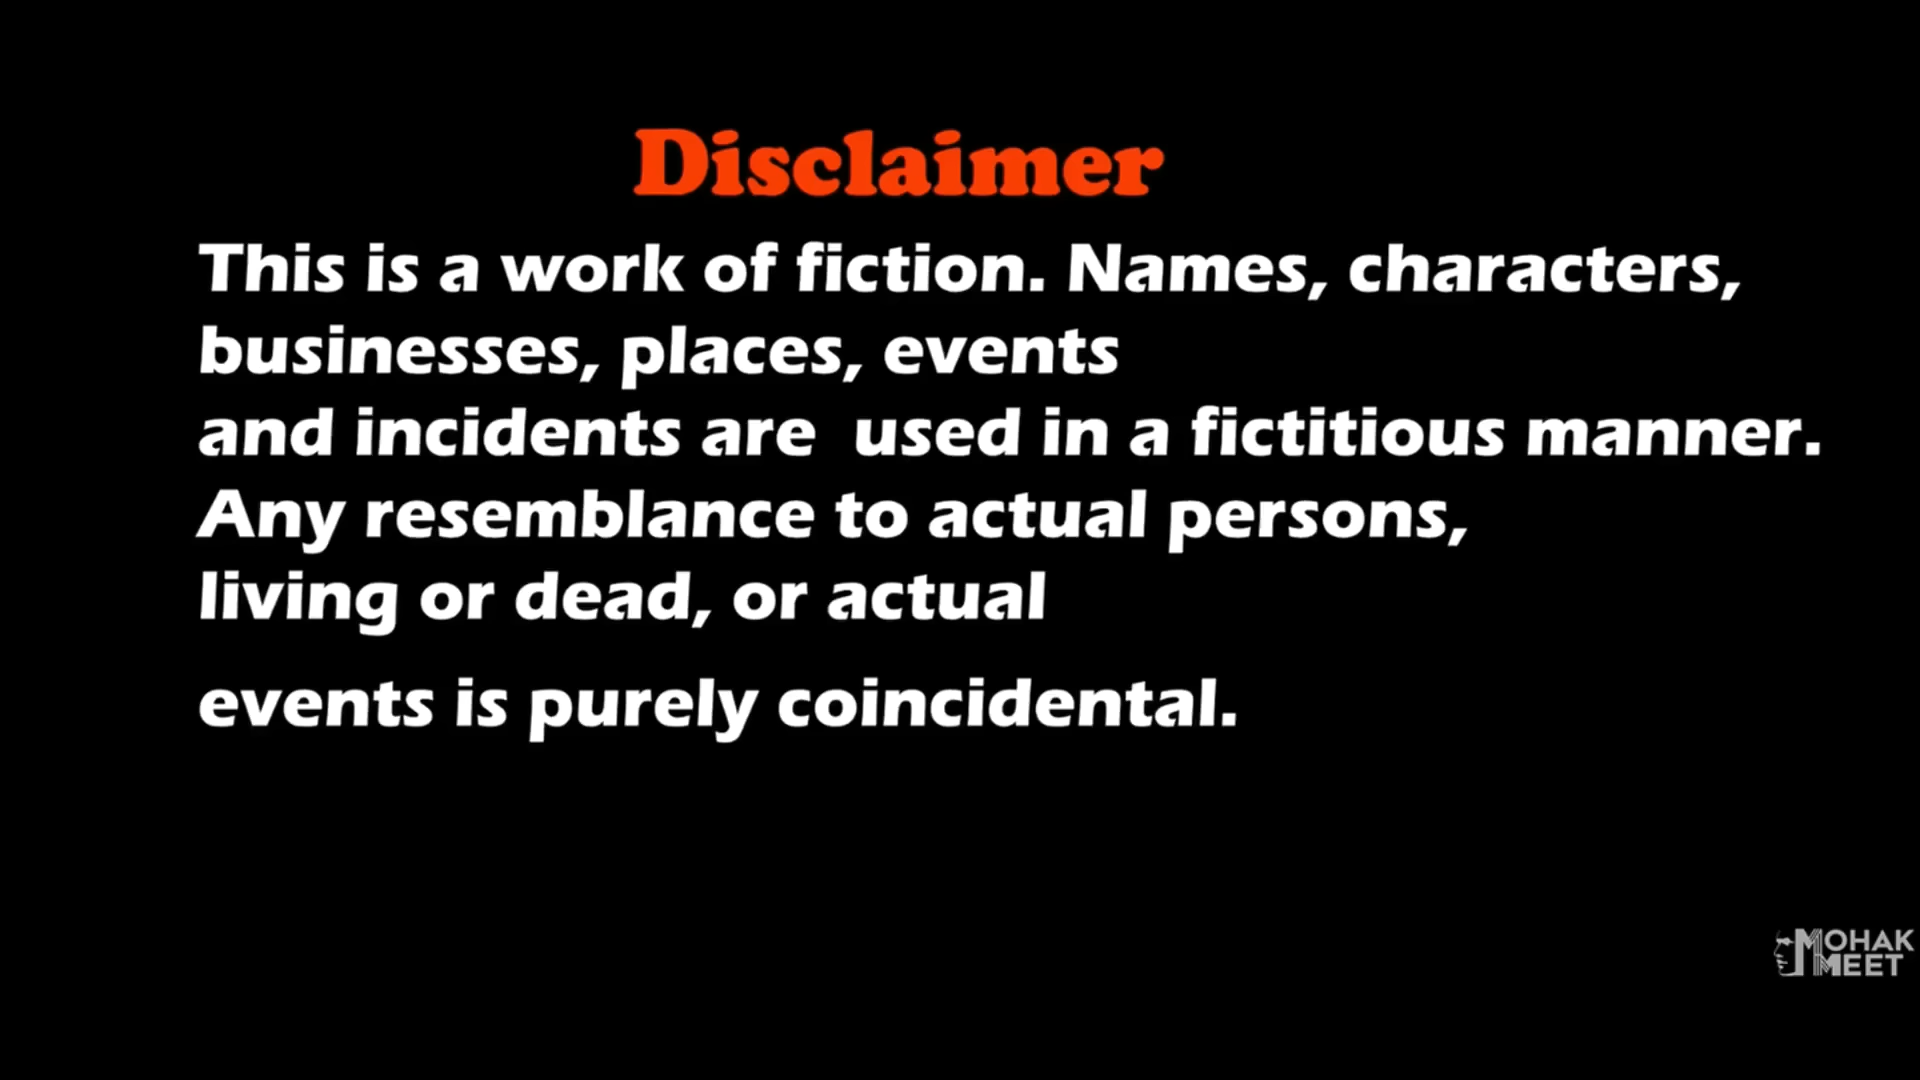 Disclaimer
This is a work of fiction. Names, characters,
businesses, places, events
and incidents are  used in a fictitious manner.
Any resemblance to actual persons,
living or dead, or actual
events is purely coincidental.
MOHAK
MEET